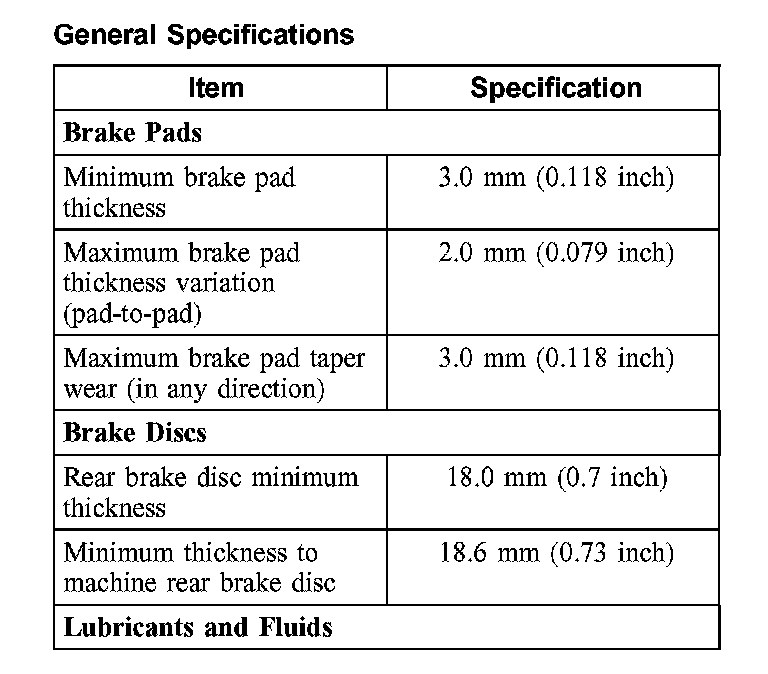 General Specifications
Item Specification
Brake Pads
Minimum brake pad 3.0 mm (0.118 inch)
thickness
Maximum brake pad 2.0 mm (0.079 inch)
thickness variation
(pad-to-pad)
Maximum brake pad taper 3.0 mm (0.118 inch)
wear (in any direction)
Brake Discs
Rear brake disc minimum 18.0 mm (0.7 inch)
thickness
Minimum thickness to 18.6 mm (0.73 inch)
machine rear brake disc
Lubricants and Fluids